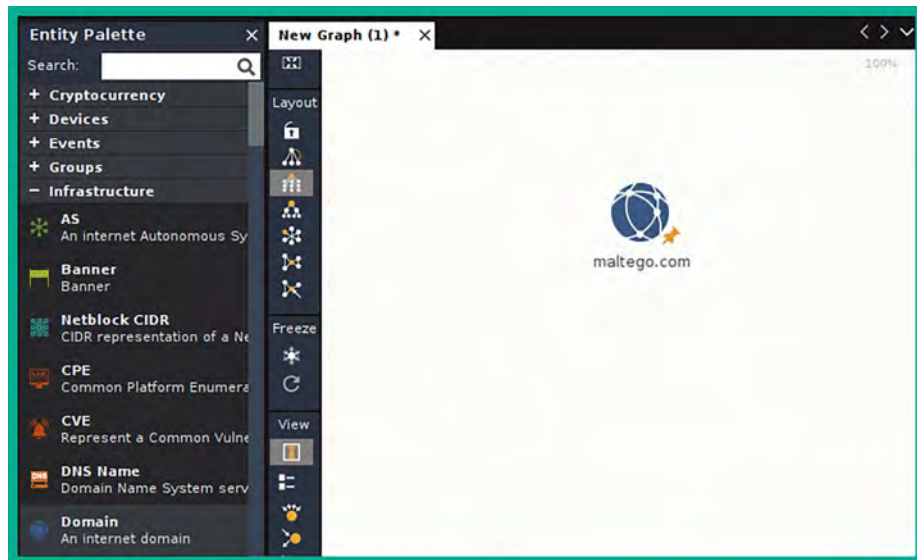 Entity Palette
New Graph (1) *
Search:
100%
+ Cryptocurrency
+ Devices
+ Events
+ Groups
− Infrastructure
AS
An internet Autonomous Sy
Banner
Banner
Netblock CIDR
CIDR representation of a Ne
CPE
Common Platform Enumera
CVE
Represent a Common Vulne
DNS
DNS Name
Domain Name System serv
Domain
An internet domain
Layout
Freeze
View
maltego.com